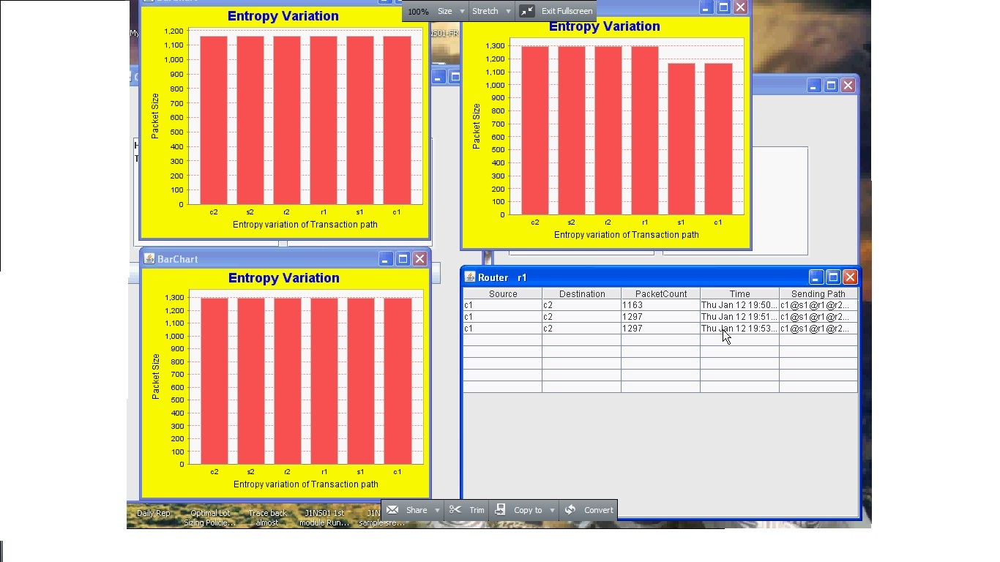 100% Size Stretch Exit Fullscreen
Entropy Variation
1,200
1,100
1,000
900
800
700
600
500
400
300
200
100
0
Packet Size
c2 s2 r2 r1 s1 c1
Entropy variation of Transaction path
Entropy Variation
1,300
1,200
1,100
1,000
900
800
700
600
500
400
300
200
100
0
Packet Size
c2 s2 r2 r1 s1 c1
Entropy variation of Transaction path
BarChart
Entropy Variation
1,300
1,200
1,100
1,000
900
800
700
600
500
400
300
200
100
0
Packet Size
c2 s2 r2 r1 s1 c1
Entropy variation of Transaction path
Router r1
Source Destination PacketCount Time Sending Path
c1 c2 1163 Thu Jan 12 19:50... c1@s1@r1@r2...
c1 c2 1297 Thu Jan 12 19:51... c1@s1@r1@r2...
c1 c2 1297 Thu Jan 12 19:53... c1@s1@r1@r2...
Daily Rep
Optimal Lot
Sizing Policie...
Trace back
almost
J1NS01 1st
module Run...
Share Trim Copy to Convert